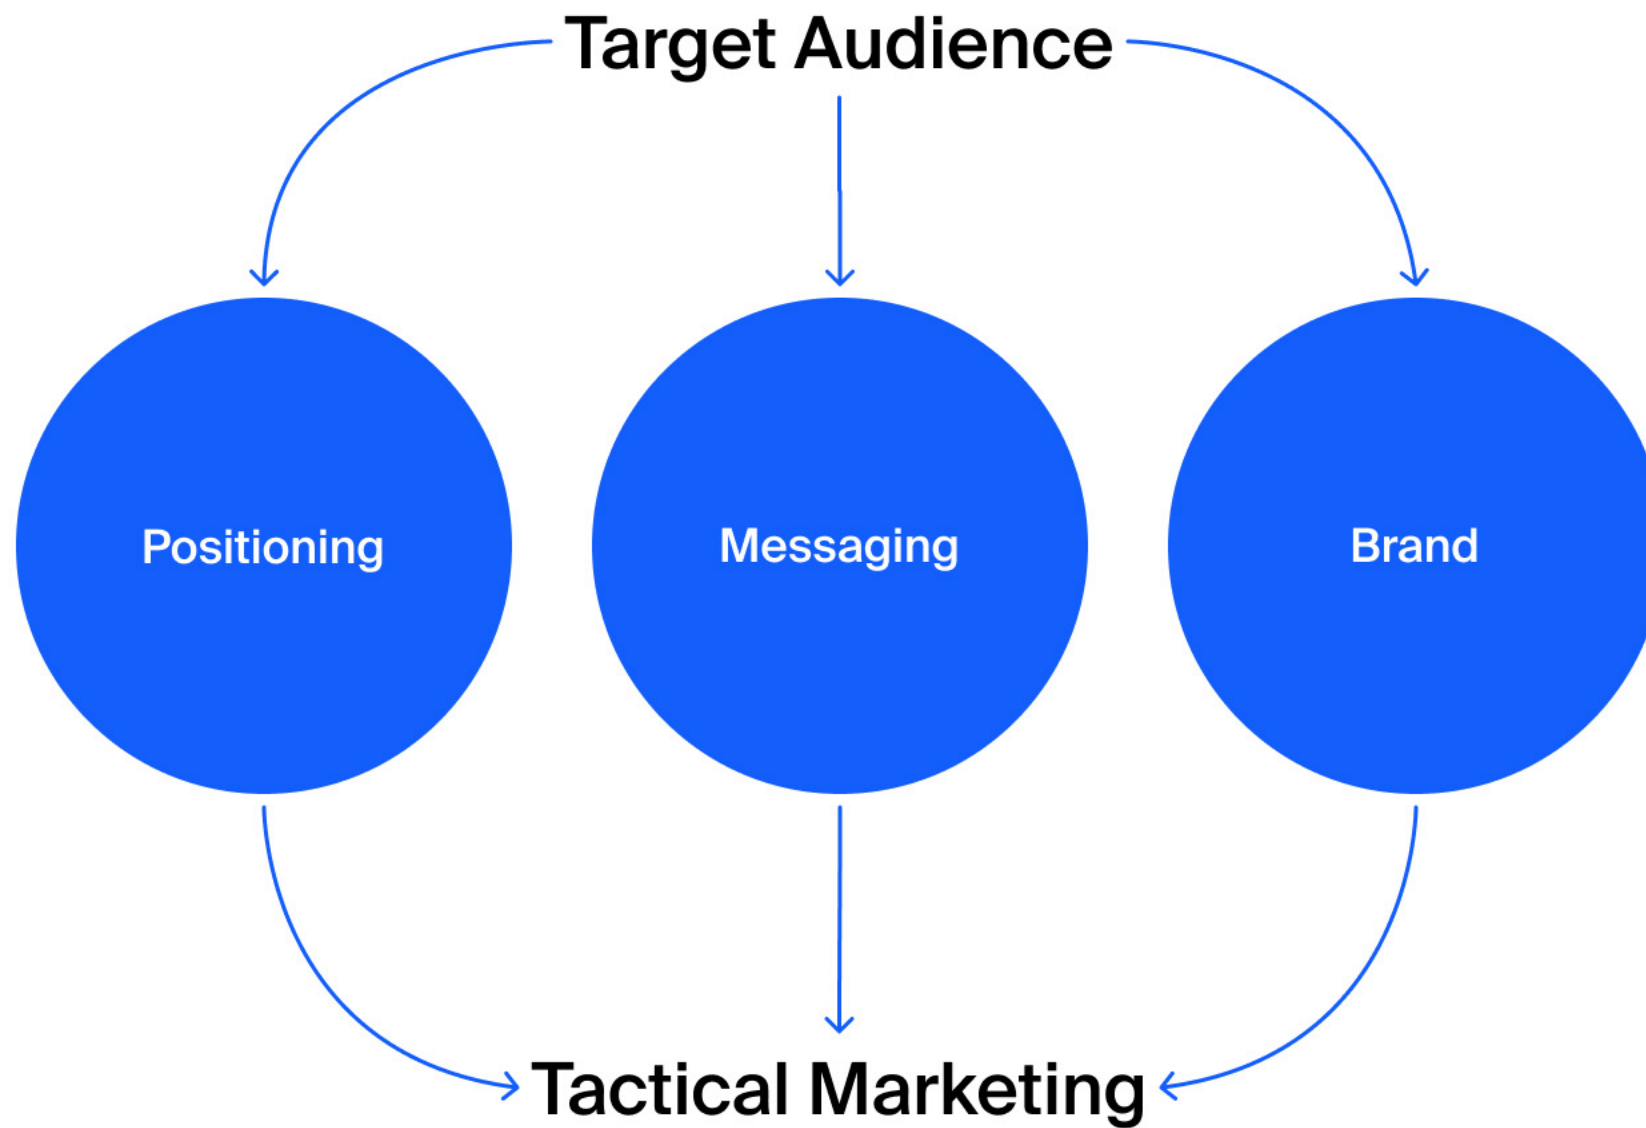 Target Audience
Positioning
Messaging
Brand
Tactical Marketing